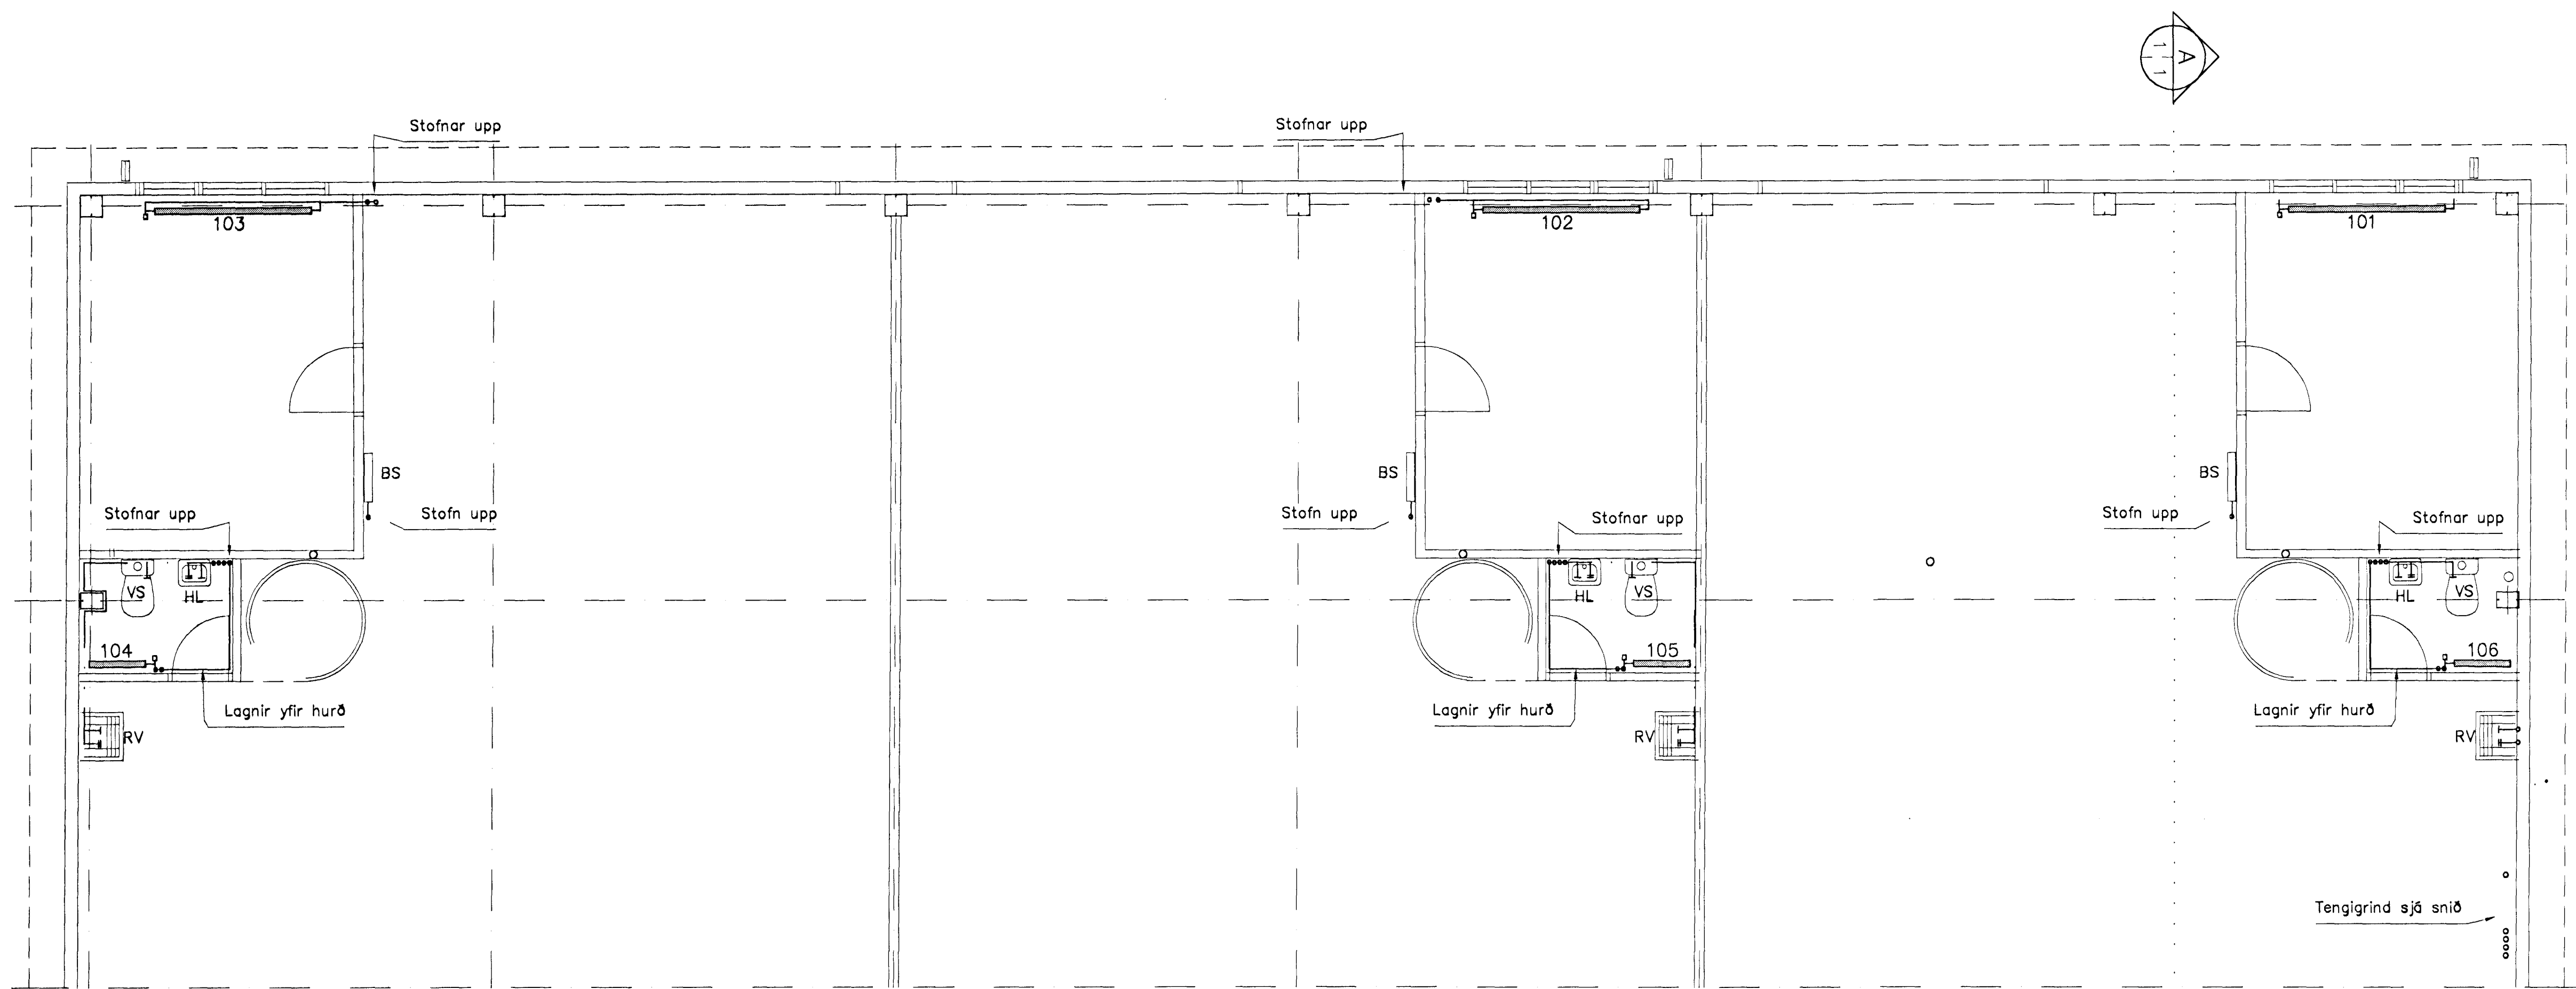 A
1 1
Stofnar upp
Stofnar upp
103
102
101
BS
BS
BS
Stofnar upp
Stofn upp
Stofn upp
Stofnar upp
Stofn upp
Stofnar upp
VS
HL
HL
VS
HL
VS
104
105
106
Lagnir yfir hurð
Lagnir yfir hurð
Lagnir yfir hurð
RV
RV
RV
Tengigrind sjá snið